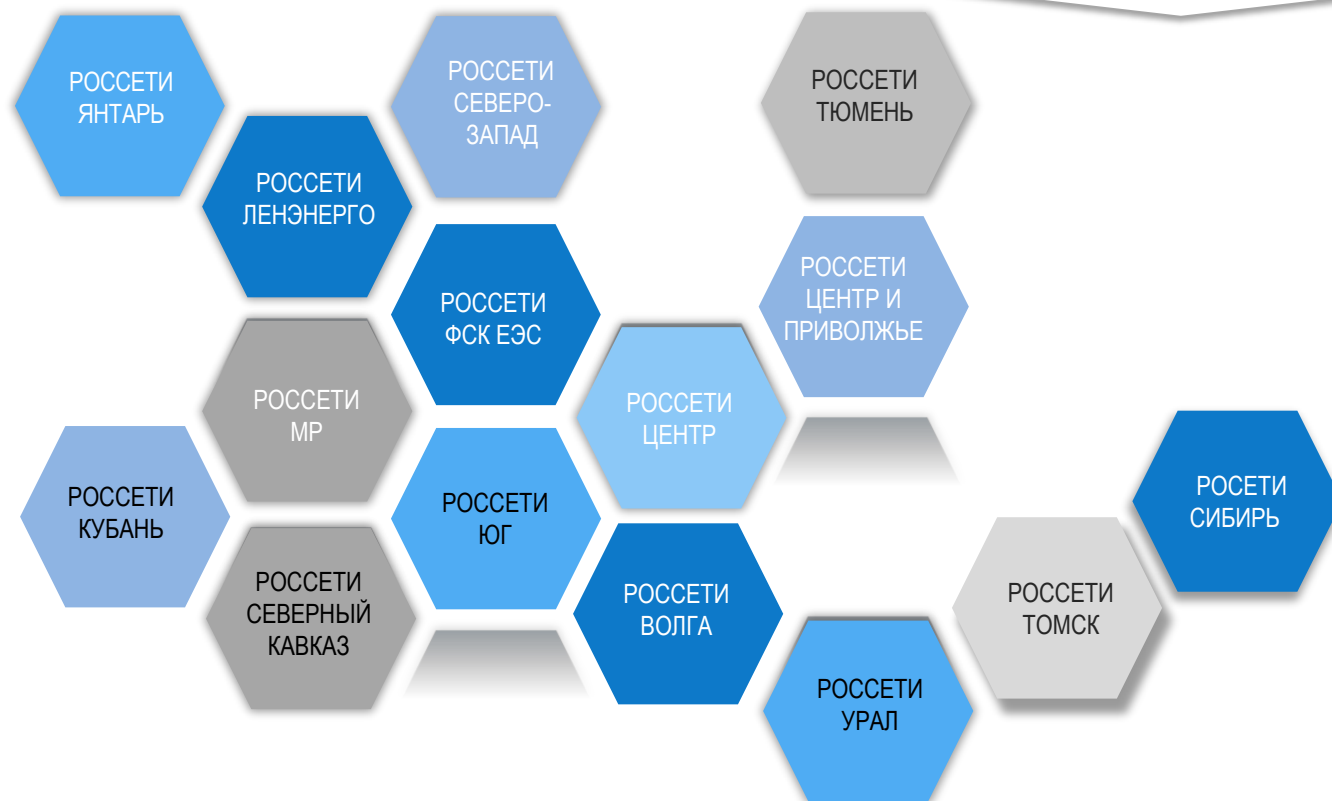 РОССЕТИ
ЯНТАРЬ
РОССЕТИ
СЕВЕРО-
ЗАПАД
РОССЕТИ
ТЮМЕНЬ
РОССЕТИ
ЛЕНЭНЕРГО
РОССЕТИ
ФСК ЕЭС
РОССЕТИ
ЦЕНТР И
ПРИВОЛЖЬЕ
РОССЕТИ
МР
РОССЕТИ
ЦЕНТР
РОССЕТИ
КУБАНЬ
РОССЕТИ
ЮГ
РОСЕТИ
СИБИРЬ
РОССЕТИ
СЕВЕРНЫЙ
КАВКАЗ
РОССЕТИ
ВОЛГА
РОССЕТИ
ТОМСК
РОССЕТИ
УРАЛ